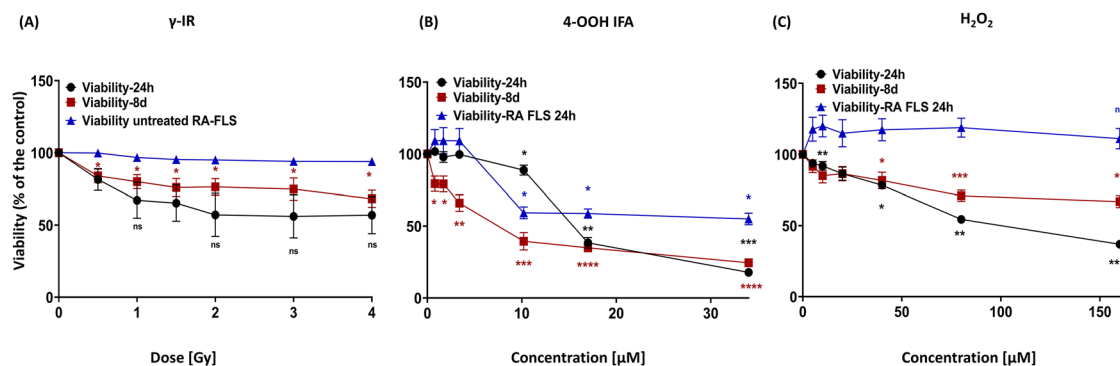 (A) γ-IR
Viability (% of the control)
150
100
50
0
Viability-24h
Viability-8d
Viability untreated RA-FLS
*
*
*
*
*
*
ns
ns
ns
ns
0 1 2 3 4
Dose [Gy]
(B) 4-OOH IFA
150
100
50
0
Viability-24h
Viability-8d
Viability-RA FLS 24h
*
*
*
*
* *
**
**
***
***
****
****
0 10 20 30
Concentration [µM]
(C) H₂O₂
150
100
50
0
Viability-24h
Viability-8d
Viability-RA FLS 24h
**
*
***
*
*
**
**
0 50 100 150
Concentration [µM]